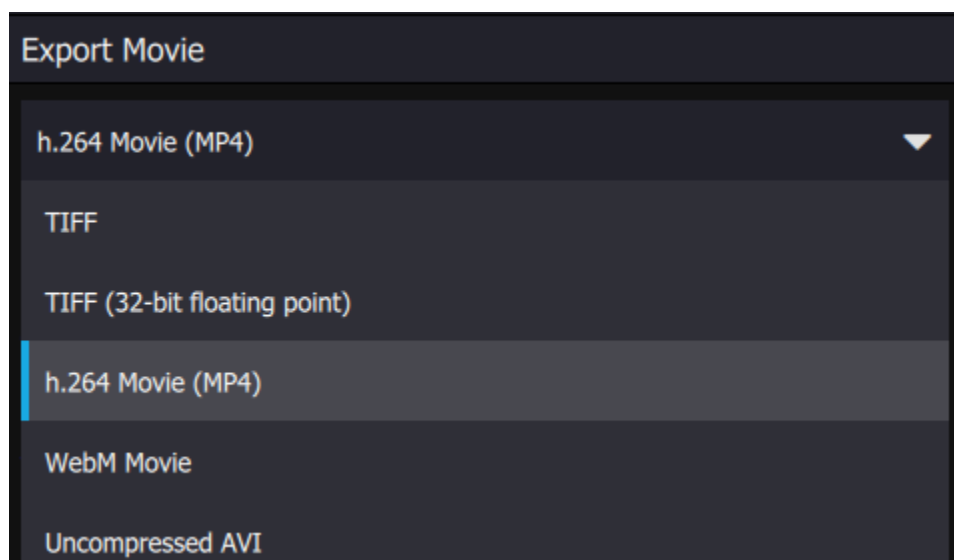 Export Movie
h.264 Movie (MP4)
TIFF
TIFF (32-bit floating point)
h.264 Movie (MP4)
WebM Movie
Uncompressed AVI